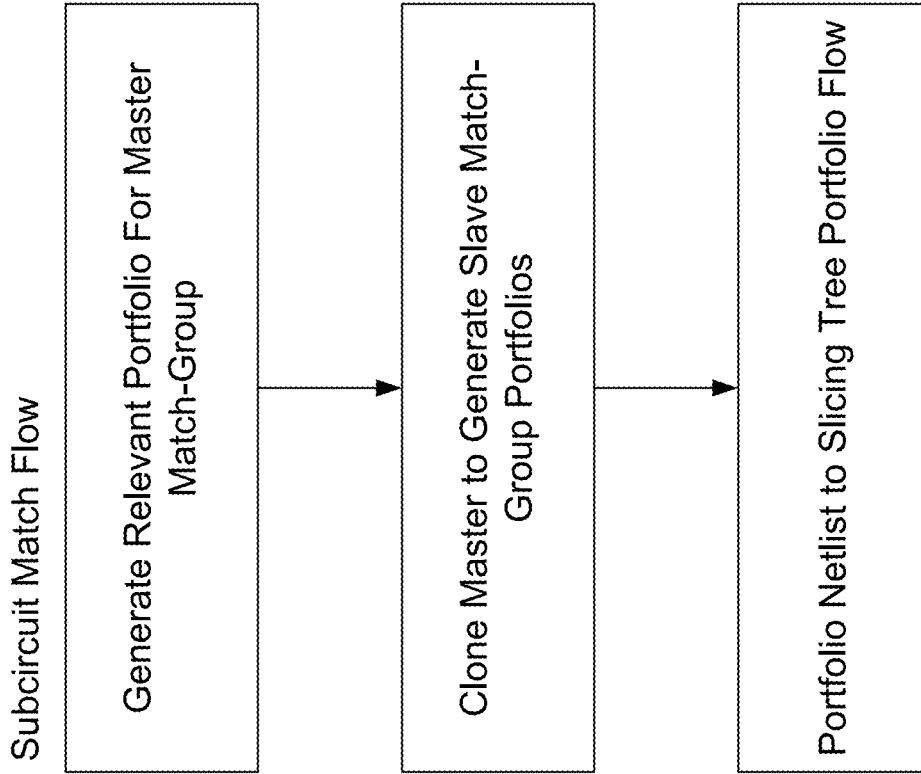 Subcircuit Match Flow
Generate Relevant Portfolio For Master
Match-Group
Clone Master to Generate Slave Match-
Group Portfolios
Portfolio Netlist to Slicing Tree Portfolio Flow